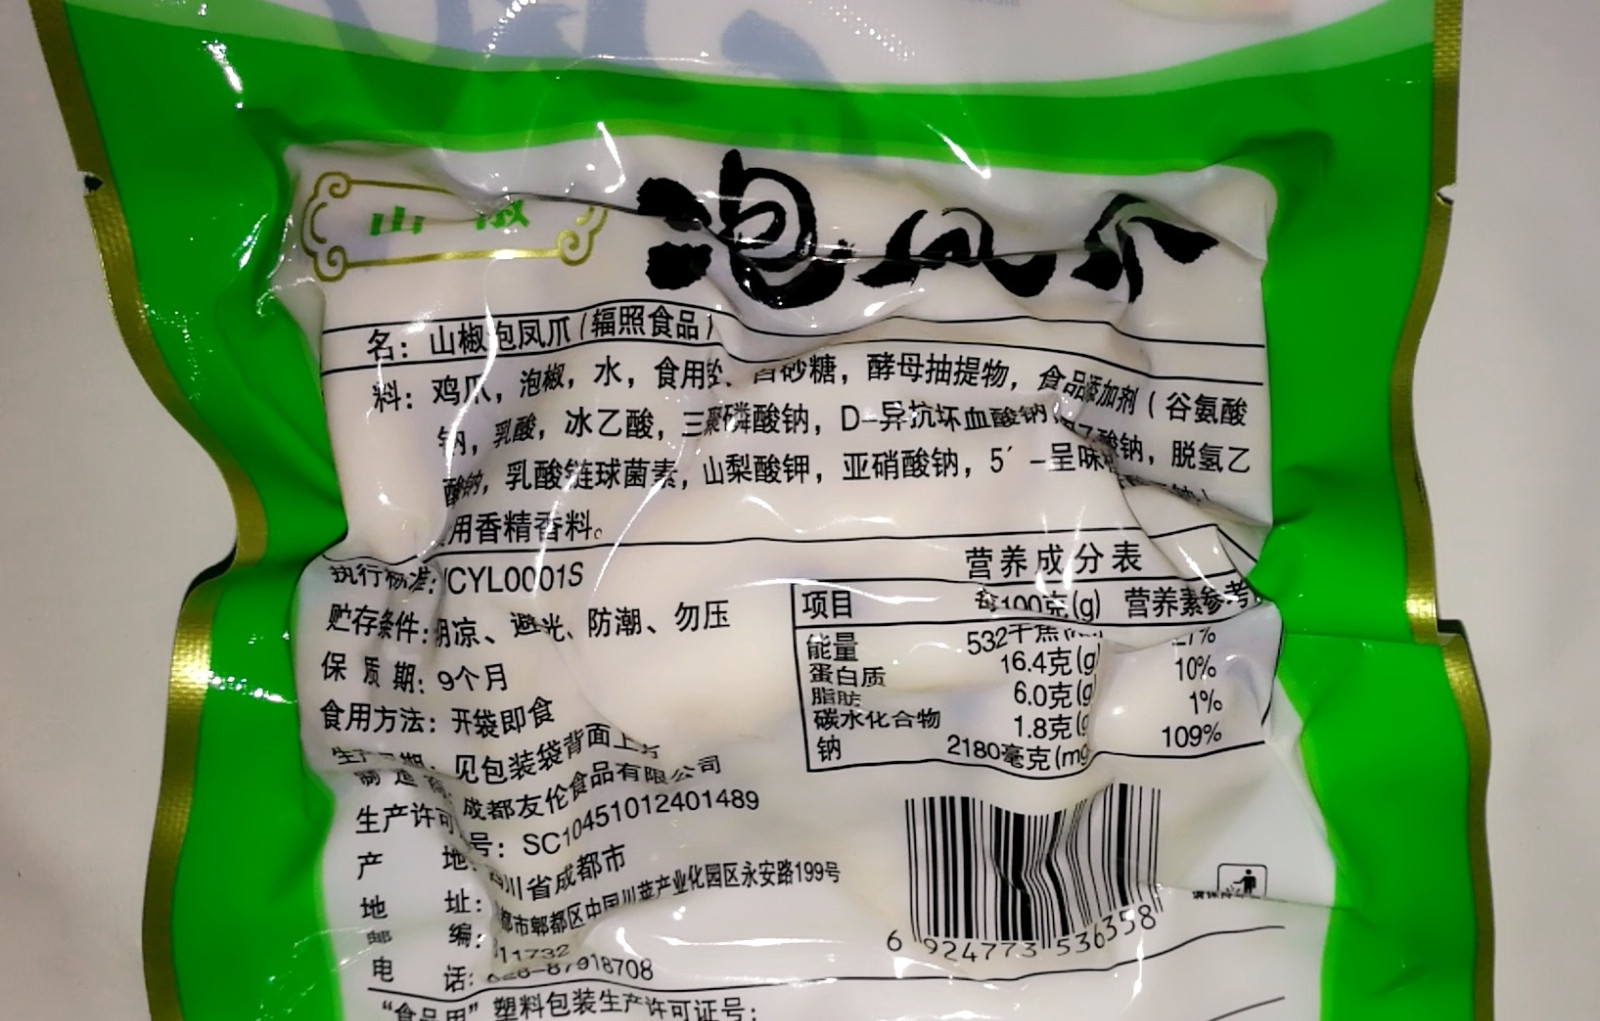 山椒
泡凤爪
名：山椒泡凤爪（辐照食品）
料：鸡爪，泡椒，水，食用 白砂糖，酵母抽提物，食品添加剂（谷氨酸
钠，乳酸，冰乙酸，三聚磷酸钠，D-异抗坏血酸钠 乙酸钠，脱氢乙
酸钠，乳酸链球菌素，山梨酸钾，亚硝酸钠，5′-呈味
用香精香料。
执行标准： CYL0001S
贮存条件：阴凉、避光、防潮、勿压
保质期：9个月
食用方法：开袋即食
生产 期：见包装袋背面上方
制造商：成都友伦食品有限公司
生产许可 号：SC10451012401489
产地：四川省成都市
地址： 都市郫都区中国川菜产业化园区永安路199号
邮编： 11732
电话： 028-87918708
“食品用”塑料包装生产许可证号：
营养成分表
项目 每100克(g) 营养素参考
能量 532千焦
蛋白质 16.4克(g) 27%
脂肪 6.0克(g) 10%
碳水化合物 1.8克(g) 1%
钠 2180毫克(mg 109%
6 924773 536358